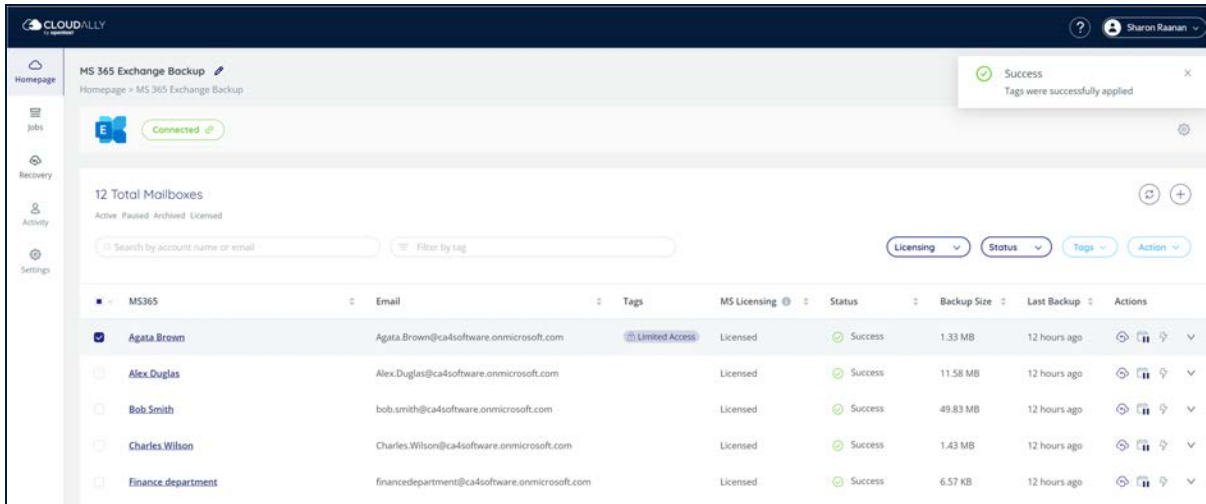 CLOUDALLY
by opentext
? Sharon Raanan
Homepage
Jobs
Recovery
Activity
Settings
MS 365 Exchange Backup
Homepage > MS 365 Exchange Backup
Success
Tags were successfully applied
E Connected
12 Total Mailboxes
Active Paused Archived Licensed
Search by account name or email Filter by tag Licensing Status Tags Action
MS365 Email Tags MS Licensing Status Backup Size Last Backup Actions
Agata Brown Agata.Brown@ca4software.onmicrosoft.com Limited Access Licensed Success 1.33 MB 12 hours ago
Alex Duglas Alex.Duglas@ca4software.onmicrosoft.com Licensed Success 11.58 MB 12 hours ago
Bob Smith bob.smith@ca4software.onmicrosoft.com Licensed Success 49.83 MB 12 hours ago
Charles Wilson Charles.Wilson@ca4software.onmicrosoft.com Licensed Success 1.43 MB 12 hours ago
Finance department financedepartment@ca4software.onmicrosoft.com Licensed Success 6.57 KB 12 hours ago